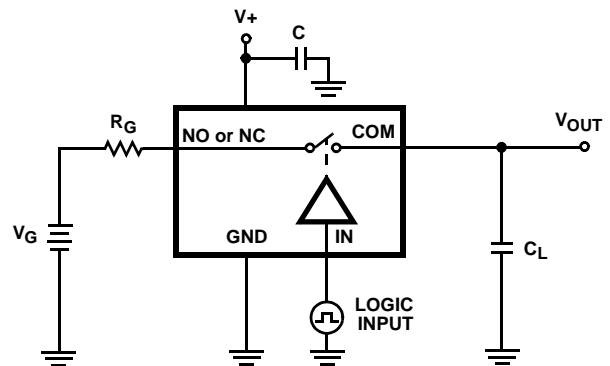 V+
C
RG
NO or NC
COM
VOUT
VG
GND
IN
CL
LOGIC
INPUT